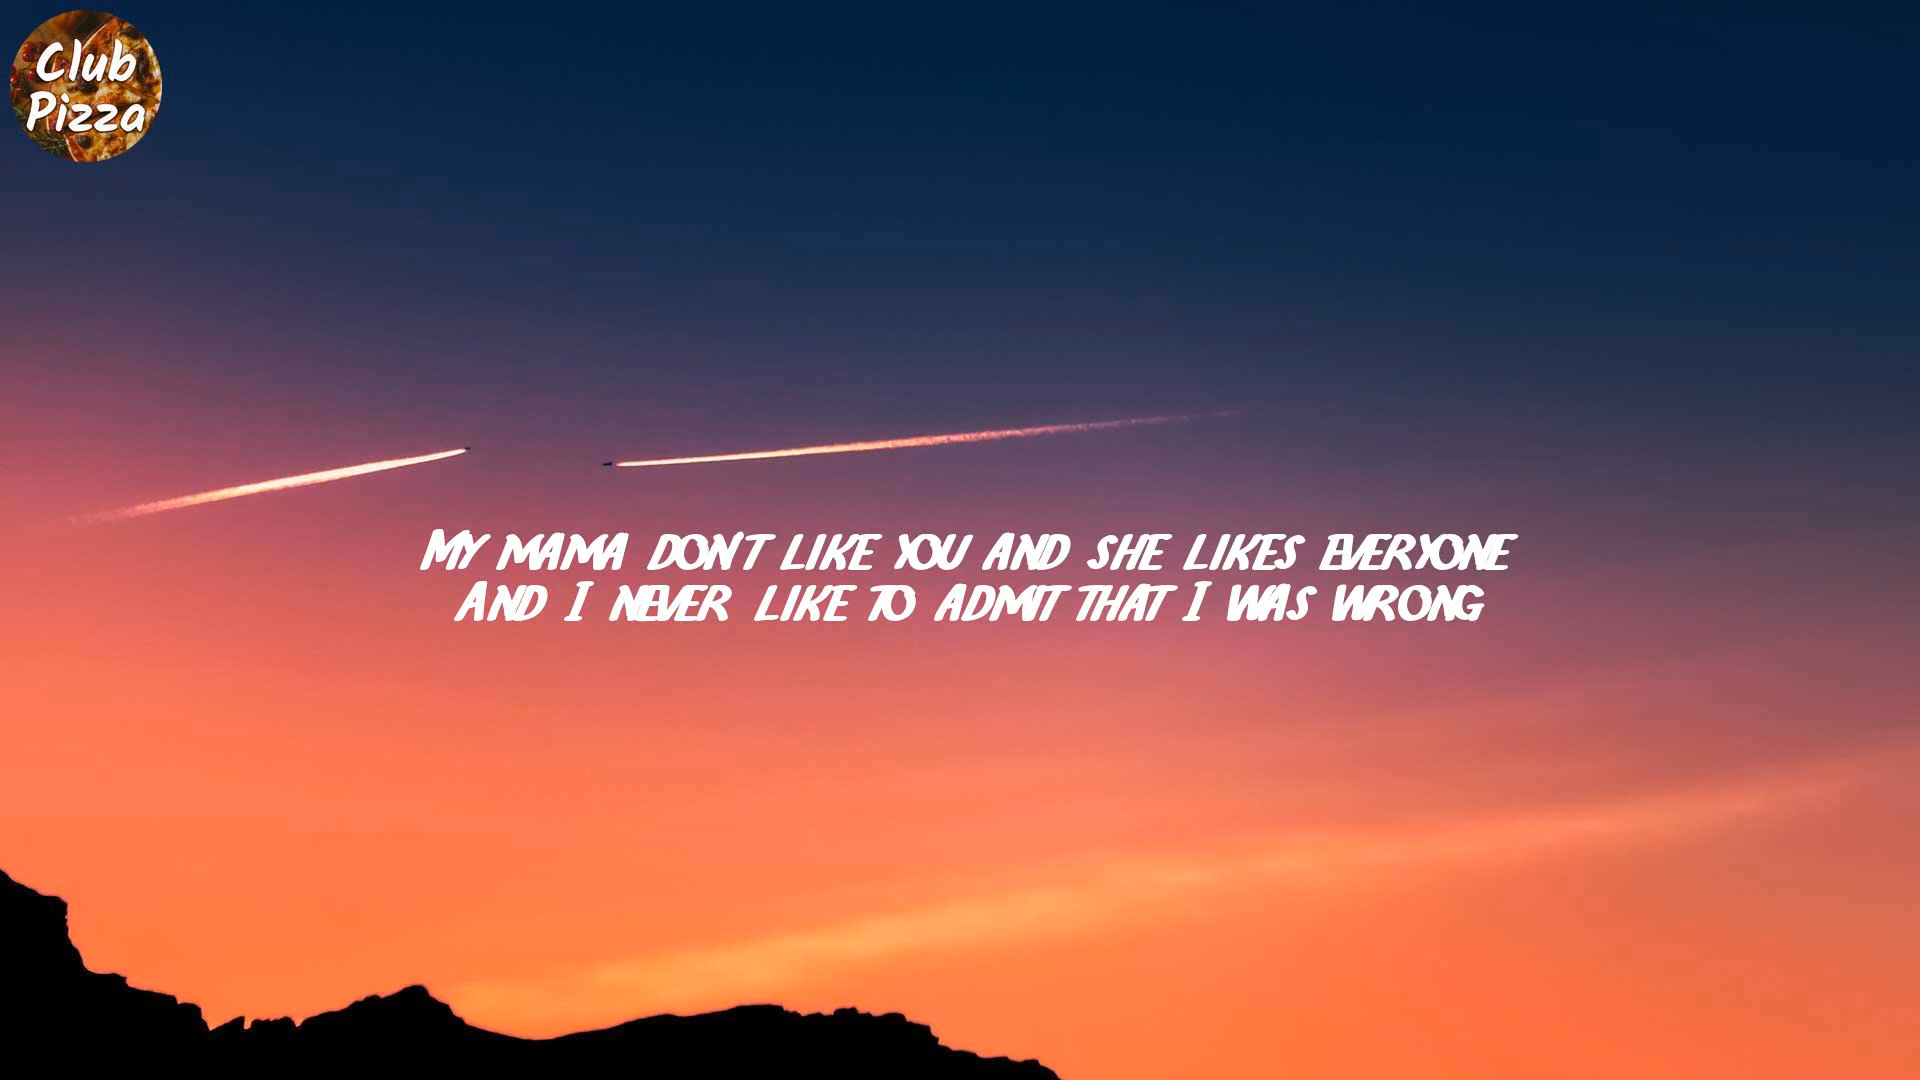 Club
Pizza
My mama don't like you and she likes everyone
And I never like to admit that I was wrong